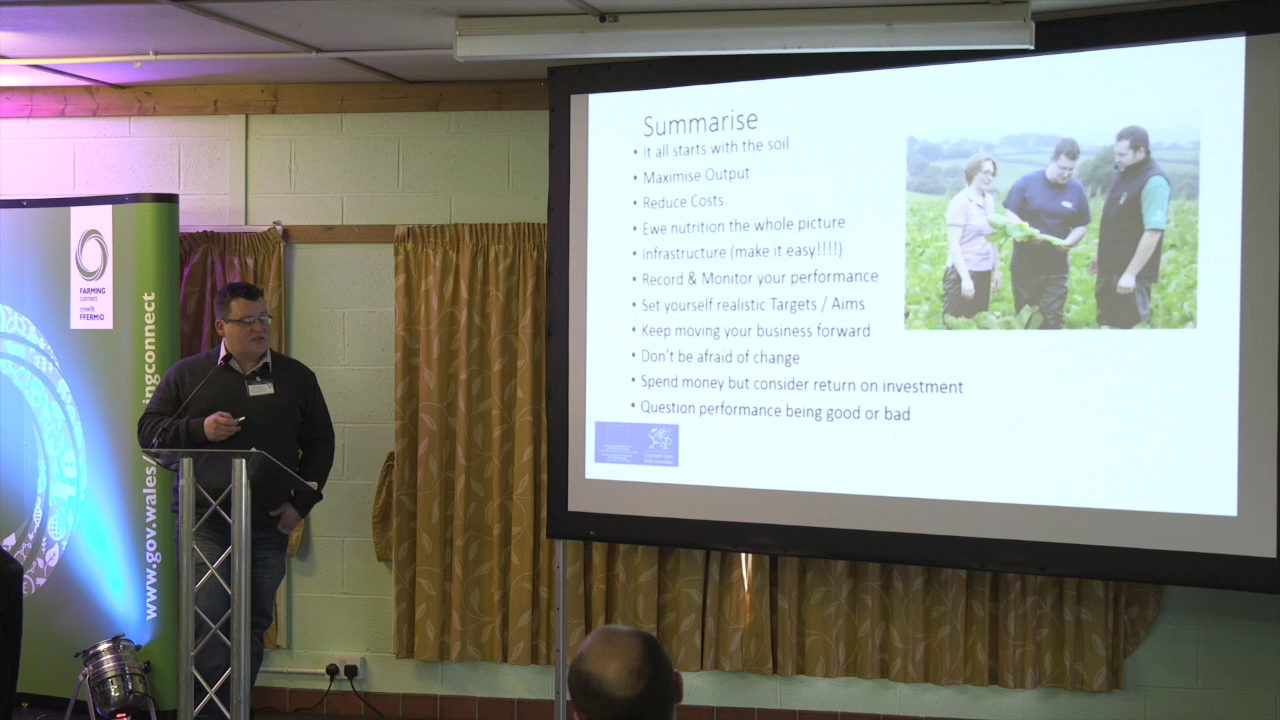 Summarise
• It all starts with the soil
• Maximise Output
• Reduce Costs
• Ewe nutrition the whole picture
• Infrastructure (make it easy!!!!)
• Record & Monitor your performance
• Set yourself realistic Targets / Aims
• Keep moving your business forward
• Don't be afraid of change
• Spend money but consider return on investment
• Question performance being good or bad
FARMING
connect
cyswllt
FFERMIO
www.gov.wales/
ingconnect